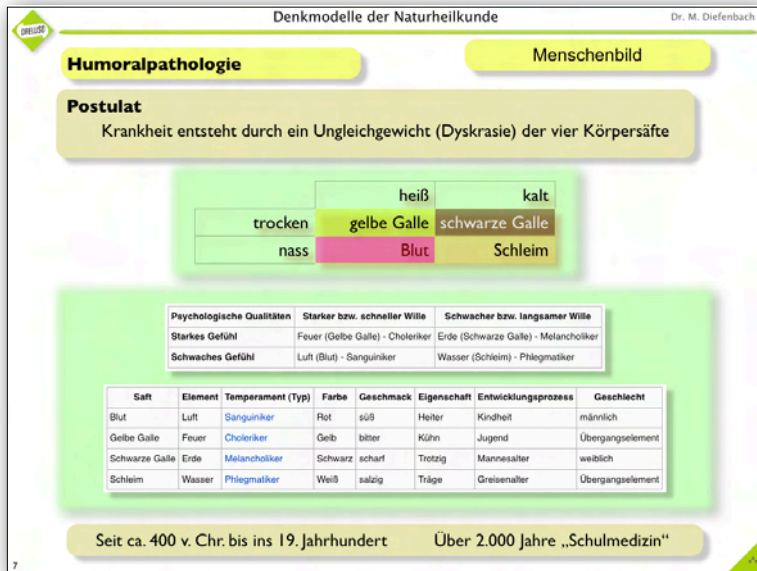 Denkmodelle der Naturheilkunde
Dr. M. Diefenbach
DRELUSO
Humoralpathologie
Menschenbild
Postulat
Krankheit entsteht durch ein Ungleichgewicht (Dyskrasie) der vier Körpersäfte
heiß kalt
trocken gelbe Galle schwarze Galle
nass Blut Schleim
Psychologische Qualitäten Starker bzw. schneller Wille Schwacher bzw. langsamer Wille
Starkes Gefühl Feuer (Gelbe Galle) - Choleriker Erde (Schwarze Galle) - Melancholiker
Schwaches Gefühl Luft (Blut) - Sanguiniker Wasser (Schleim) - Phlegmatiker
Saft Element Temperament (Typ) Farbe Geschmack Eigenschaft Entwicklungsprozess Geschlecht
Blut Luft Sanguiniker Rot süß Heiter Kindheit männlich
Gelbe Galle Feuer Choleriker Gelb bitter Kühn Jugend Übergangselement
Schwarze Galle Erde Melancholiker Schwarz scharf Trotzig Mannesalter weiblich
Schleim Wasser Phlegmatiker Weiß salzig Träge Greisenalter Übergangselement
Seit ca. 400 v. Chr. bis ins 19. Jahrhundert Über 2.000 Jahre „Schulmedizin“
7